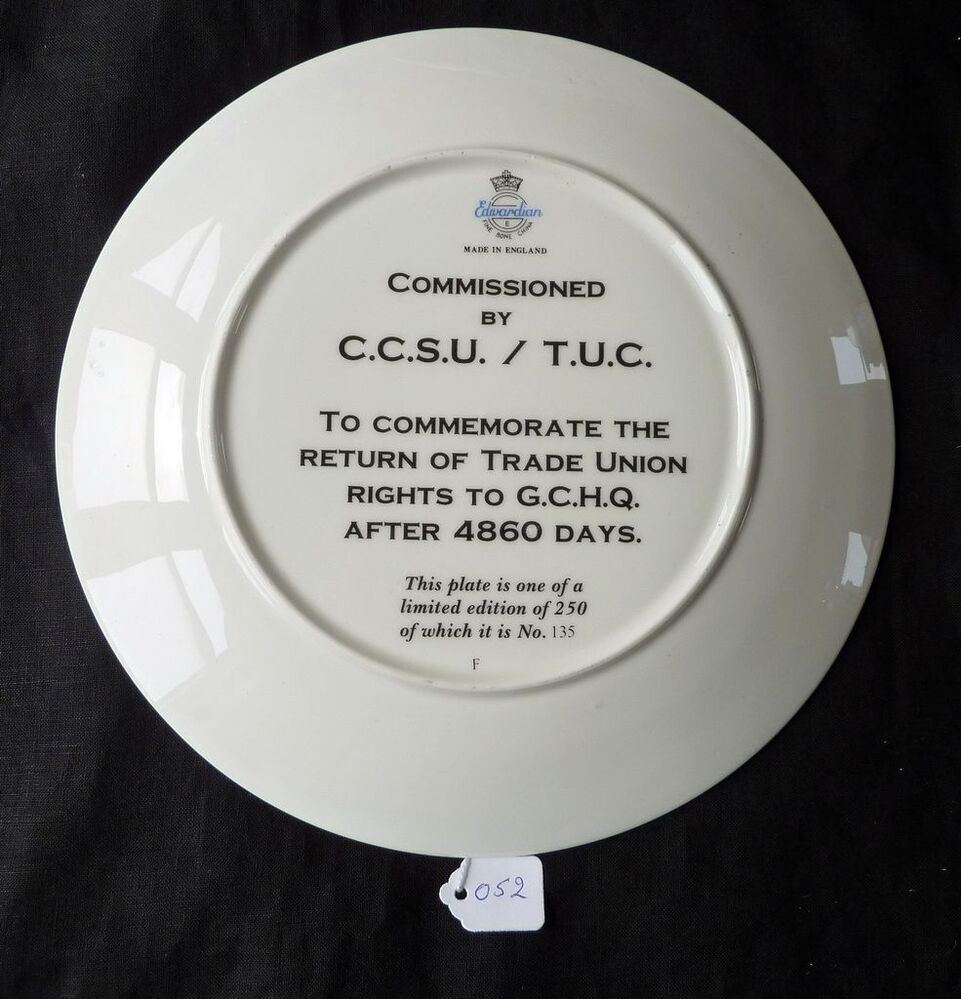 Edwardian
E
FINE BONE CHINA
MADE IN ENGLAND
COMMISSIONED
BY
C.C.S.U. / T.U.C.
TO COMMEMORATE THE
RETURN OF TRADE UNION
RIGHTS TO G.C.H.Q.
AFTER 4860 DAYS.
This plate is one of a
limited edition of 250
of which it is No. 135
F
052